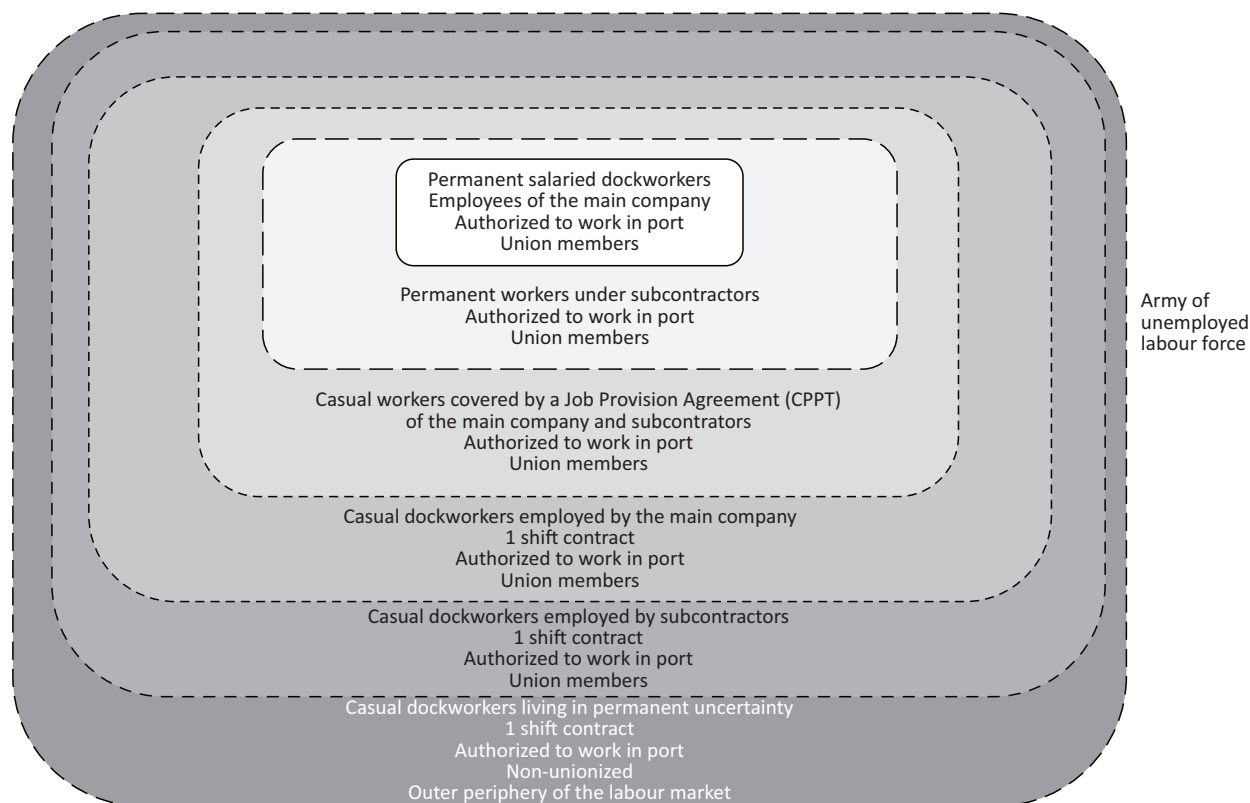 Permanent salaried dockworkers
Employees of the main company
Authorized to work in port
Union members
Permanent workers under subcontractors
Authorized to work in port
Union members
Army of
unemployed
labour force
Casual workers covered by a Job Provision Agreement (CPPT)
of the main company and subcontrators
Authorized to work in port
Union members
Casual dockworkers employed by the main company
1 shift contract
Authorized to work in port
Union members
Casual dockworkers employed by subcontractors
1 shift contract
Authorized to work in port
Union members
Casual dockworkers living in permanent uncertainty
1 shift contract
Authorized to work in port
Non-unionized
Outer periphery of the labour market